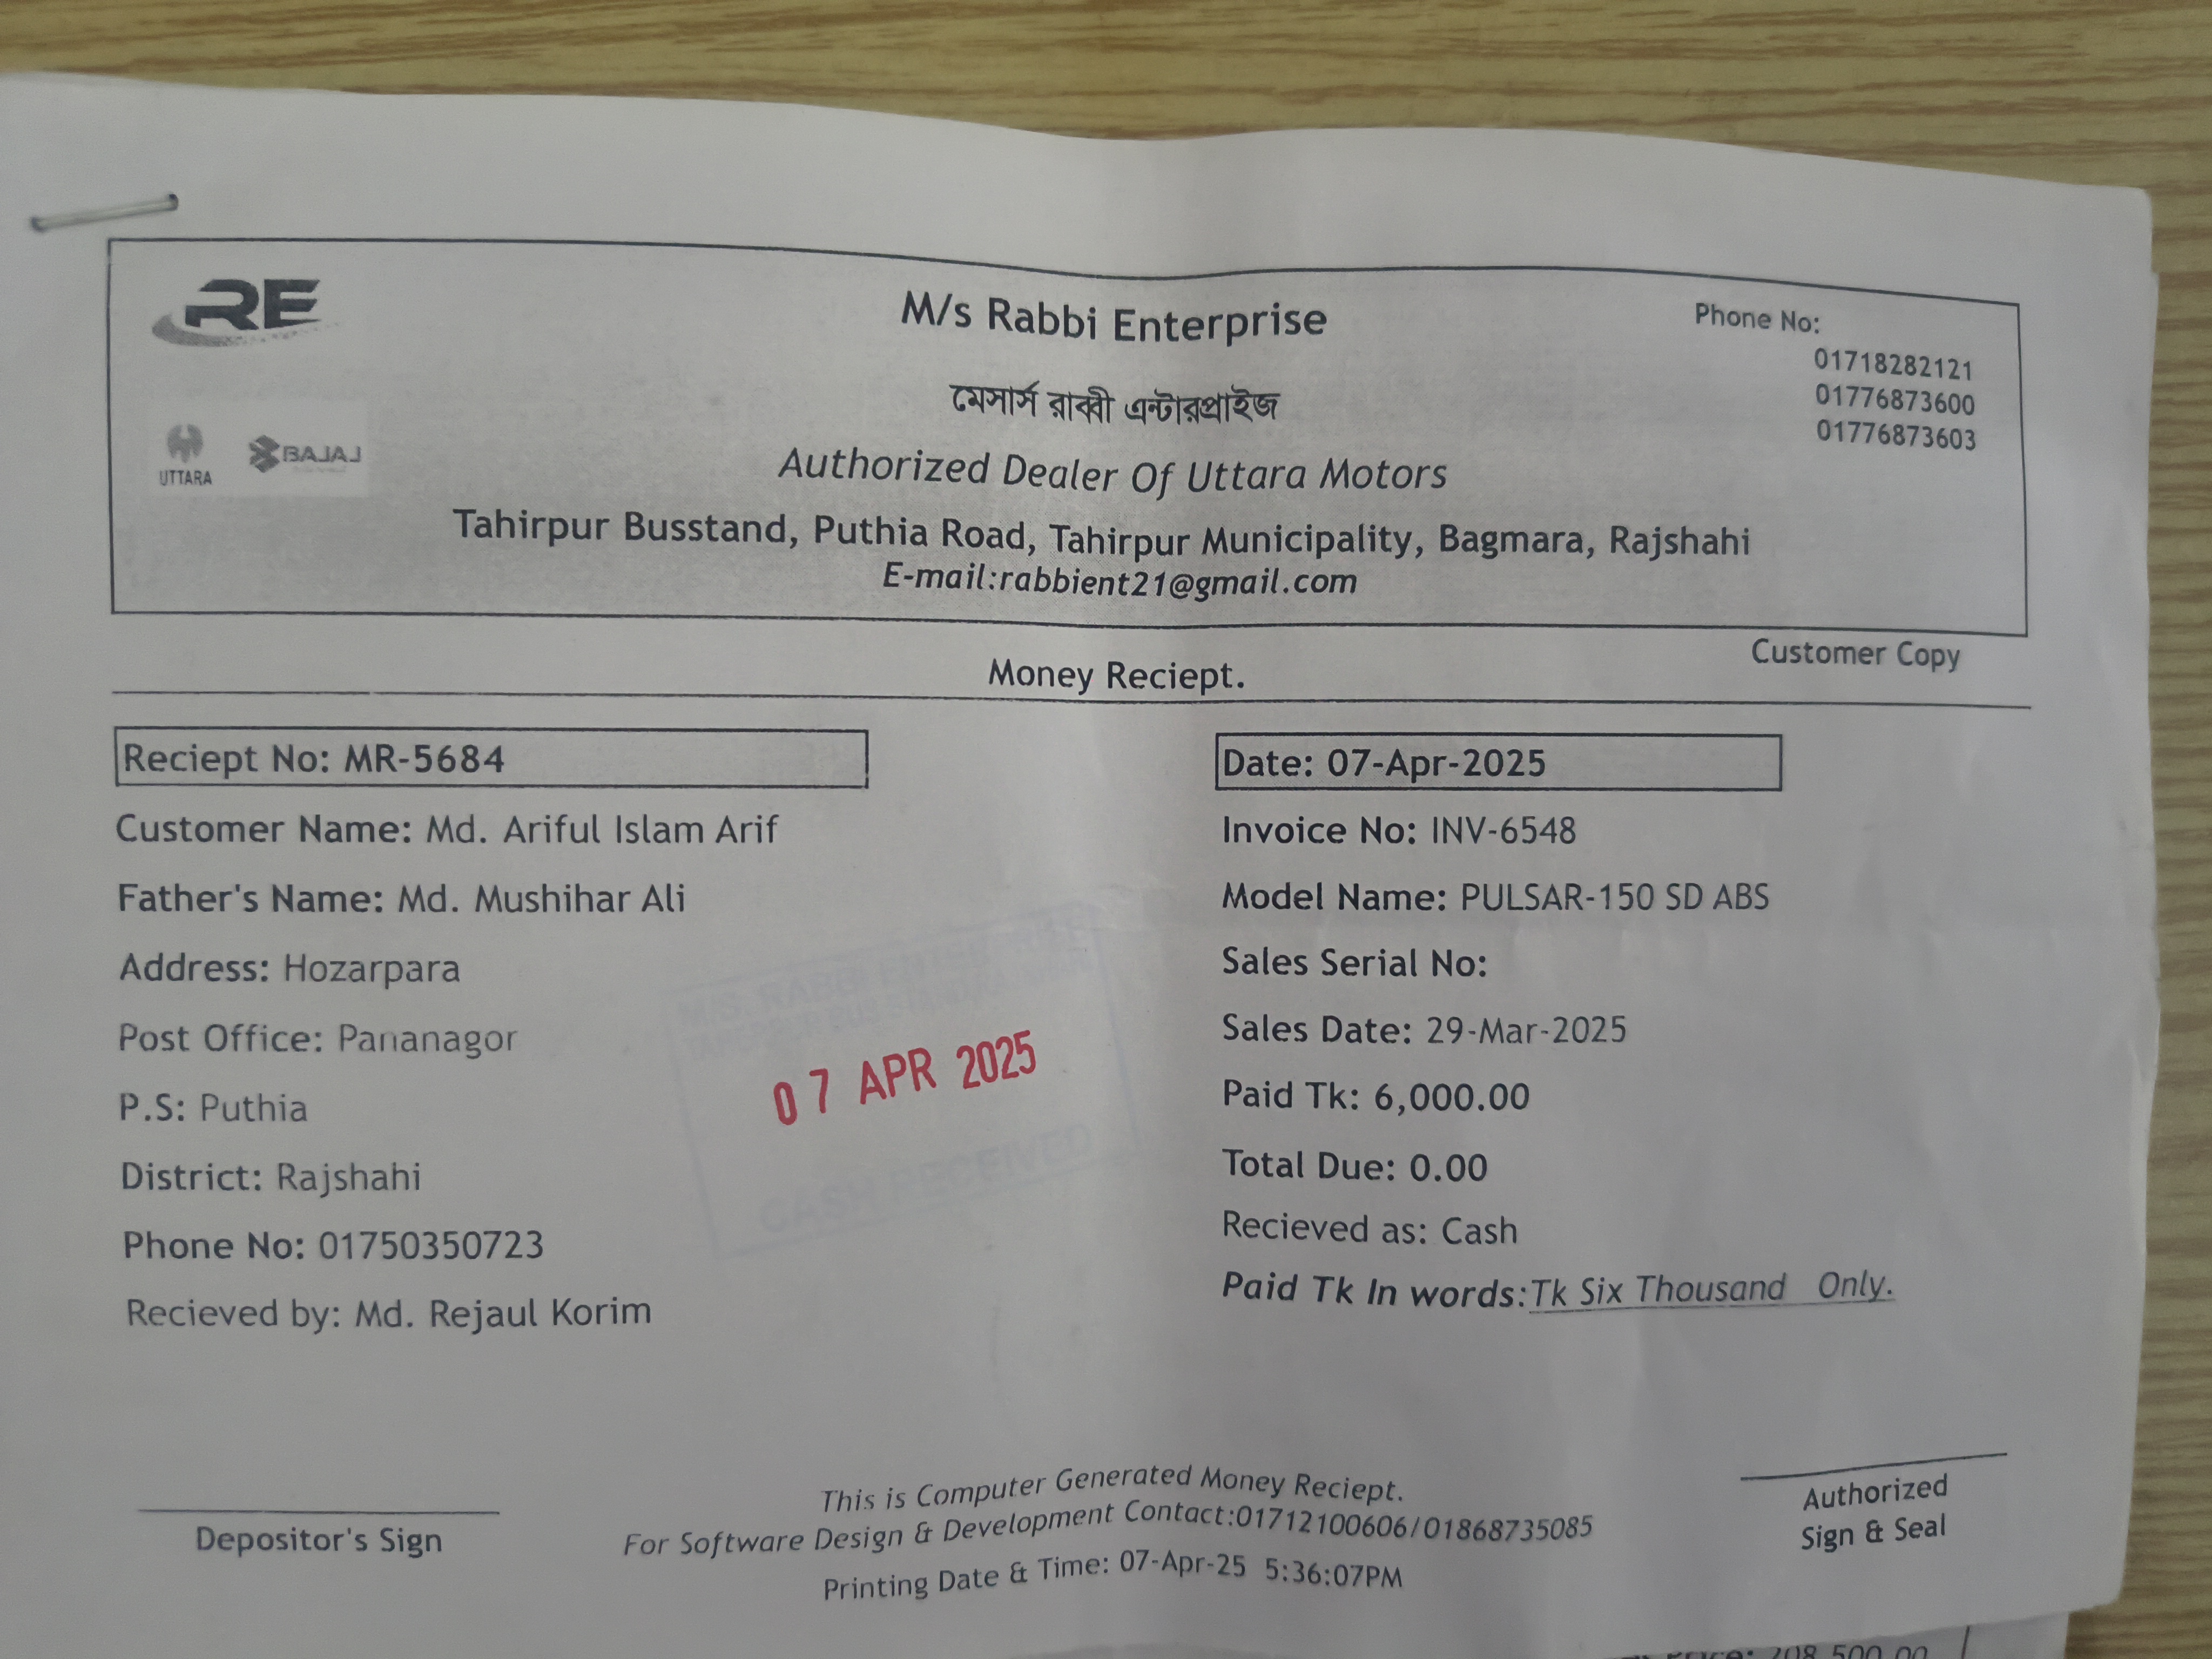 RE
M/s Rabbi Enterprise
Phone No:
01718282121
01776873600
01776873603
মেসার্স রাব্বী এন্টারপ্রাইজ
UTTARA
BAJAJ
Authorized Dealer Of Uttara Motors
Tahirpur Busstand, Puthia Road, Tahirpur Municipality, Bagmara, Rajshahi
E-mail:rabbient21@gmail.com
Customer Copy
Money Reciept.
Reciept No: MR-5684
Customer Name: Md. Ariful Islam Arif
Father's Name: Md. Mushihar Ali
Address: Hozarpara
Post Office: Pananagor
P.S: Puthia
District: Rajshahi
Phone No: 01750350723
Recieved by: Md. Rejaul Korim
M/S. RABBI
07 APR 2025
CASH RECEIVED
Date: 07-Apr-2025
Invoice No: INV-6548
Model Name: PULSAR-150 SD ABS
Sales Serial No:
Sales Date: 29-Mar-2025
Paid Tk: 6,000.00
Total Due: 0.00
Recieved as: Cash
Paid Tk In words:Tk Six Thousand Only.
Depositor's Sign
This is Computer Generated Money Reciept.
For Software Design & Development Contact:01712100606/01868735085
Printing Date & Time: 07-Apr-25 5:36:07PM
Authorized
Sign & Seal
Price: 208,500.00